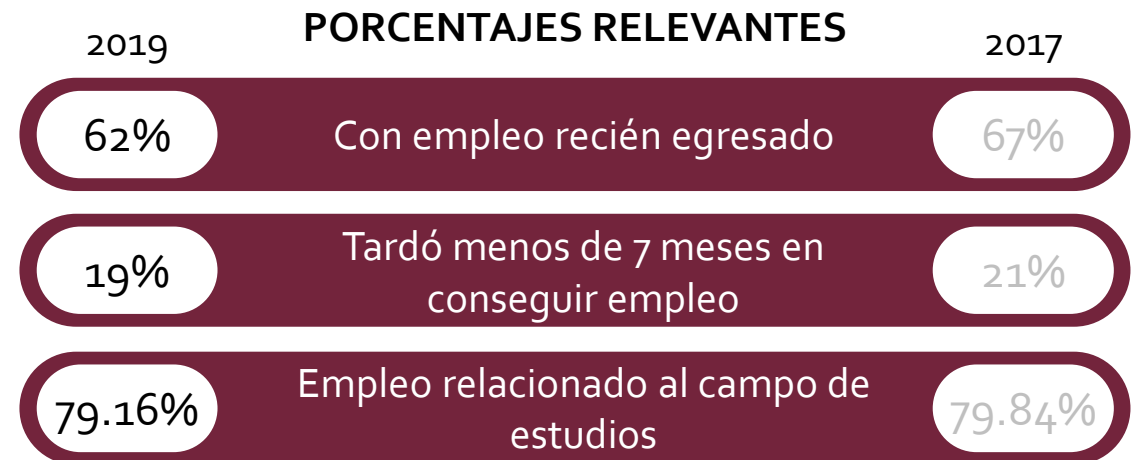 PORCENTAJES RELEVANTES
2019
2017
62%
Con empleo recién egresado
67%
19%
Tardó menos de 7 meses en
conseguir empleo
21%
79.16%
Empleo relacionado al campo de
estudios
79.84%